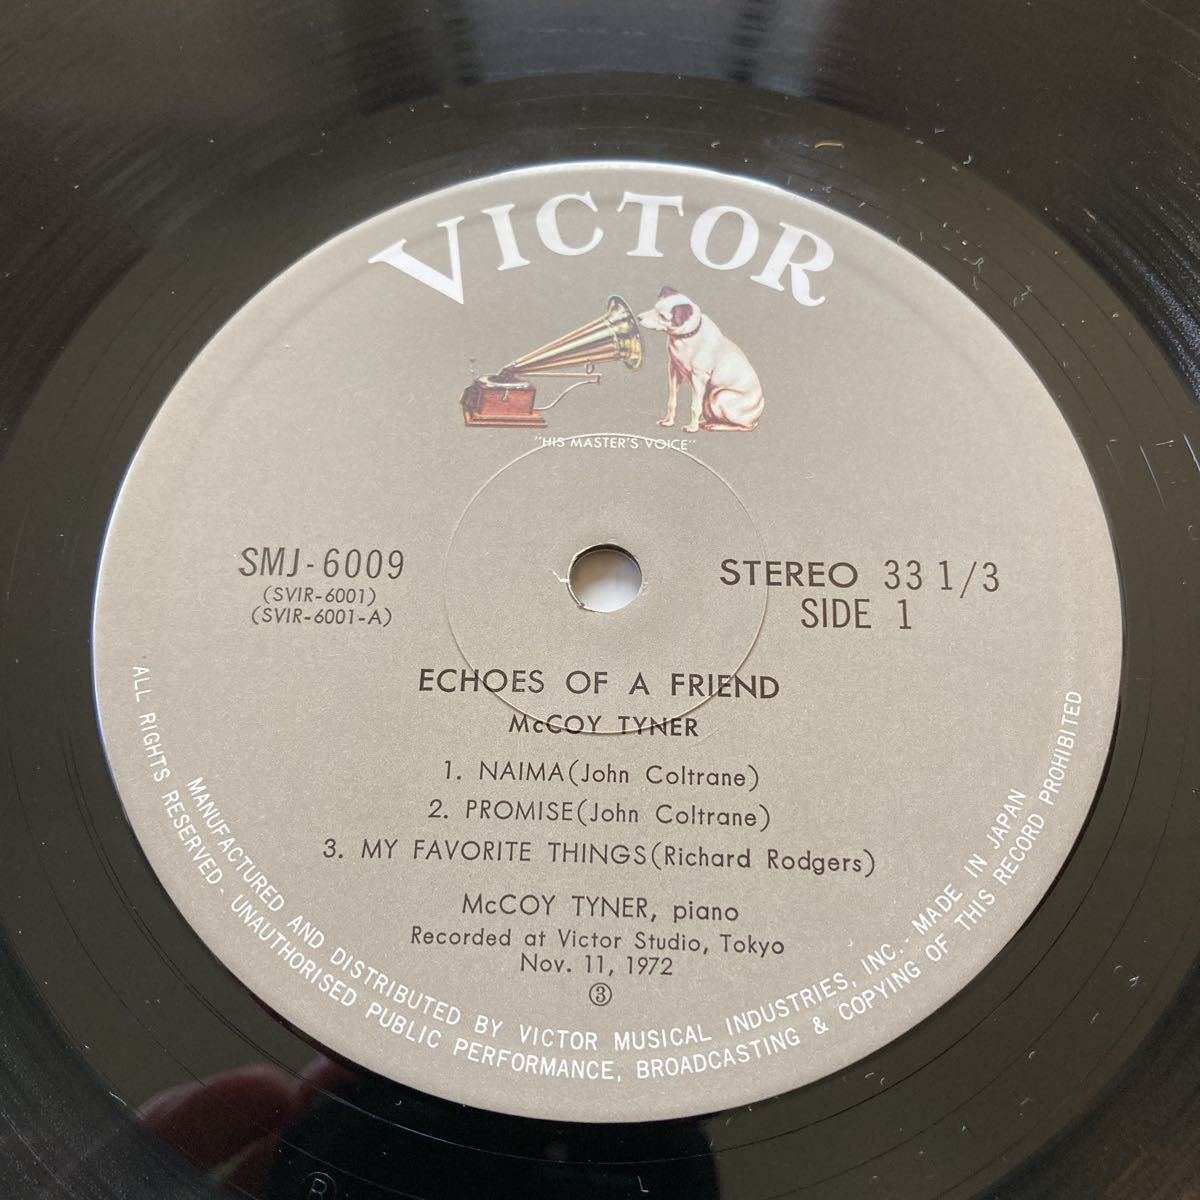 VICTOR
"HIS MASTER'S VOICE"
SMJ-6009
(SVIR-6001)
(SVIR-6001-A)
STEREO 33 1/3
SIDE 1
ECHOES OF A FRIEND
McCOY TYNER
1. NAIMA(John Coltrane)
2. PROMISE(John Coltrane)
3. MY FAVORITE THINGS(Richard Rodgers)
McCOY TYNER, piano
Recorded at Victor Studio, Tokyo
Nov. 11, 1972
③
MANUFACTURED AND DISTRIBUTED BY VICTOR MUSICAL INDUSTRIES, INC. - MADE IN JAPAN
ALL RIGHTS RESERVED - UNAUTHORISED PUBLIC PERFORMANCE, BROADCASTING & COPYING OF THIS RECORD PROHIBITED